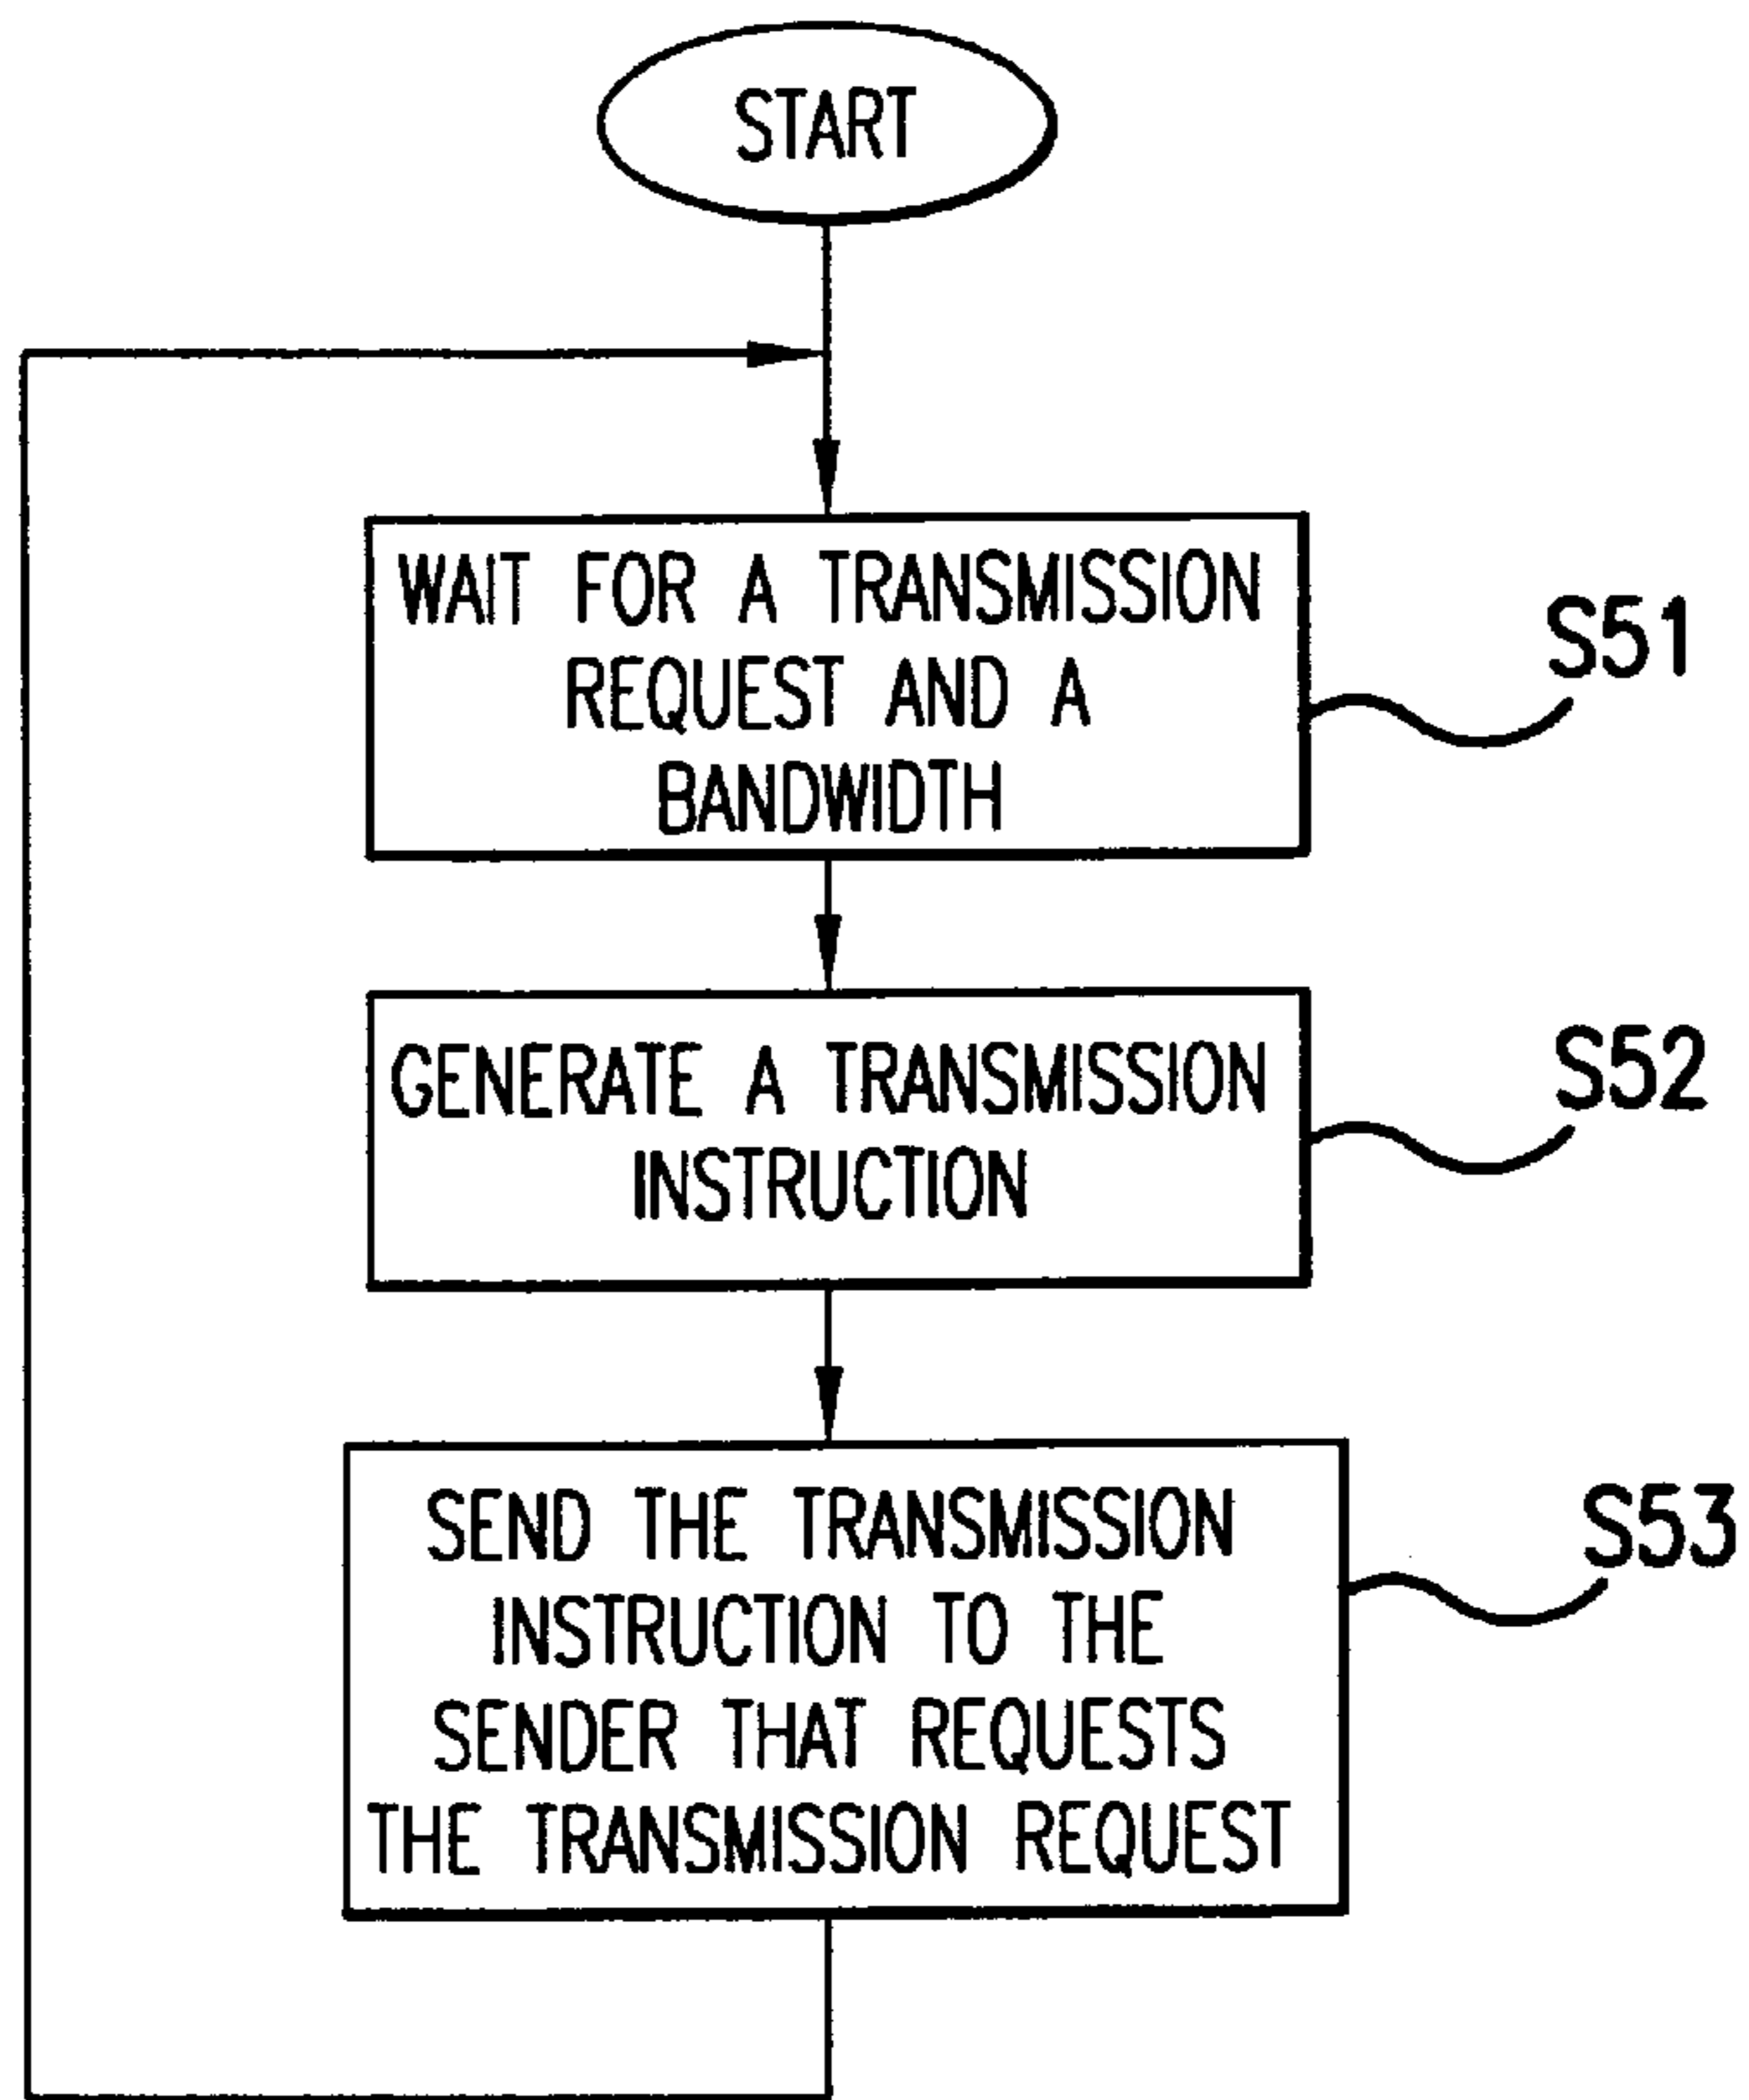 START
WAIT FOR A TRANSMISSION
REQUEST AND A
BANDWIDTH
S51
GENERATE A TRANSMISSION
INSTRUCTION
S52
SEND THE TRANSMISSION
INSTRUCTION TO THE
SENDER THAT REQUESTS
THE TRANSMISSION REQUEST
S53